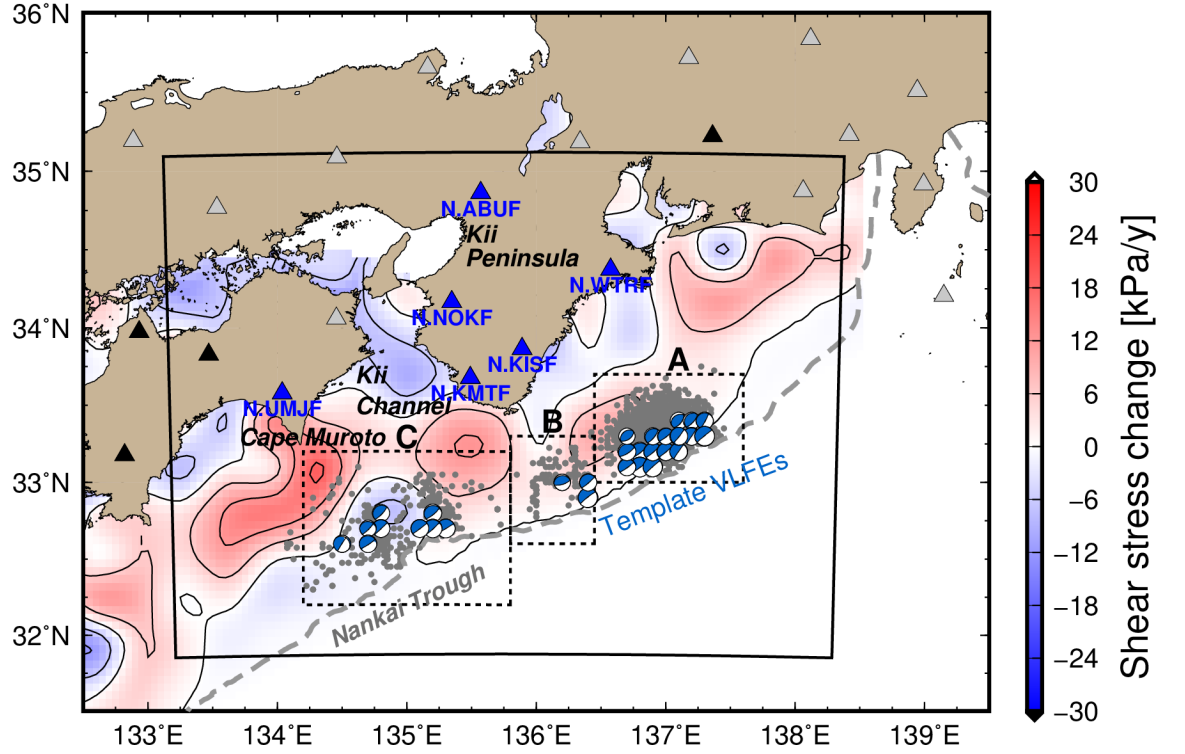 36°N
35°N
34°N
33°N
32°N
133°E
134°E
135°E
136°E
137°E
138°E
139°E
N.ABUF
Kii
Peninsula
N.WTRF
N.NOKF
N.KISF
Kii
Channel
N.KMTF
N.UMJF
Cape Muroto
A
B
C
Template VLFEs
Nankai Trough
30
24
18
12
6
0
−6
−12
−18
−24
−30
Shear stress change [kPa/y]